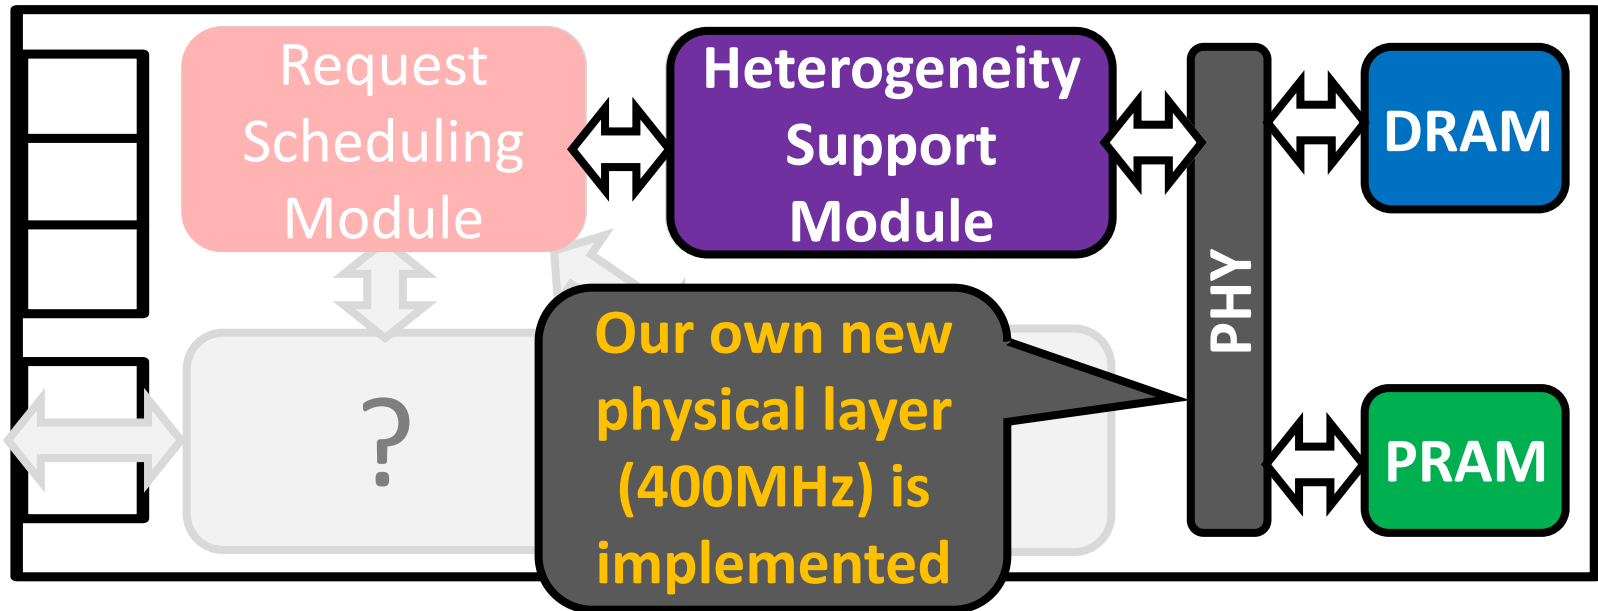 Request
Scheduling
Module
Heterogeneity
Support
Module
PHY
DRAM
PRAM
?
Our own new
physical layer
(400MHz) is
implemented